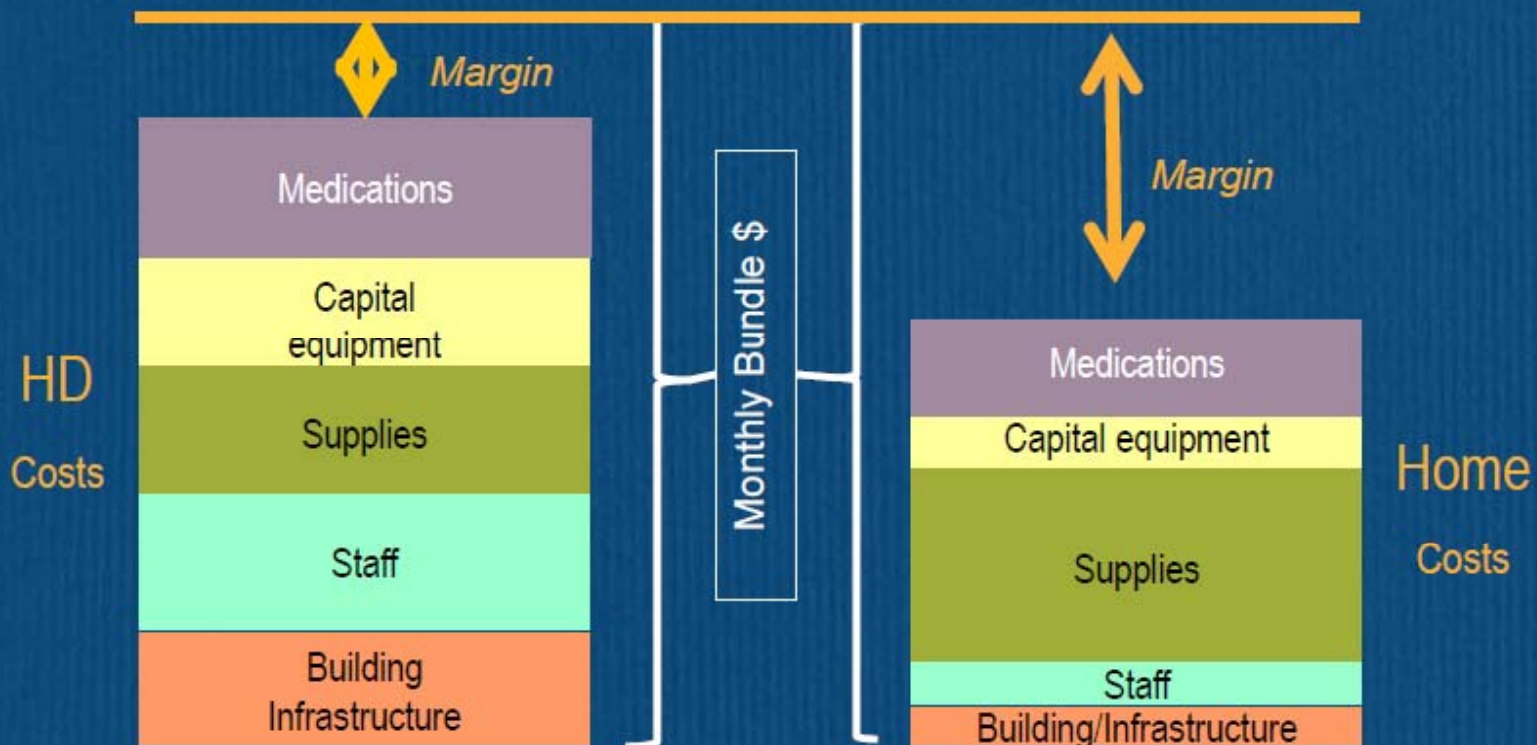 Margin
Medications
Capital
equipment
Supplies
Staff
Building
Infrastructure
HD
Costs
Monthly Bundle $
Margin
Medications
Capital equipment
Supplies
Staff
Building/Infrastructure
Home
Costs